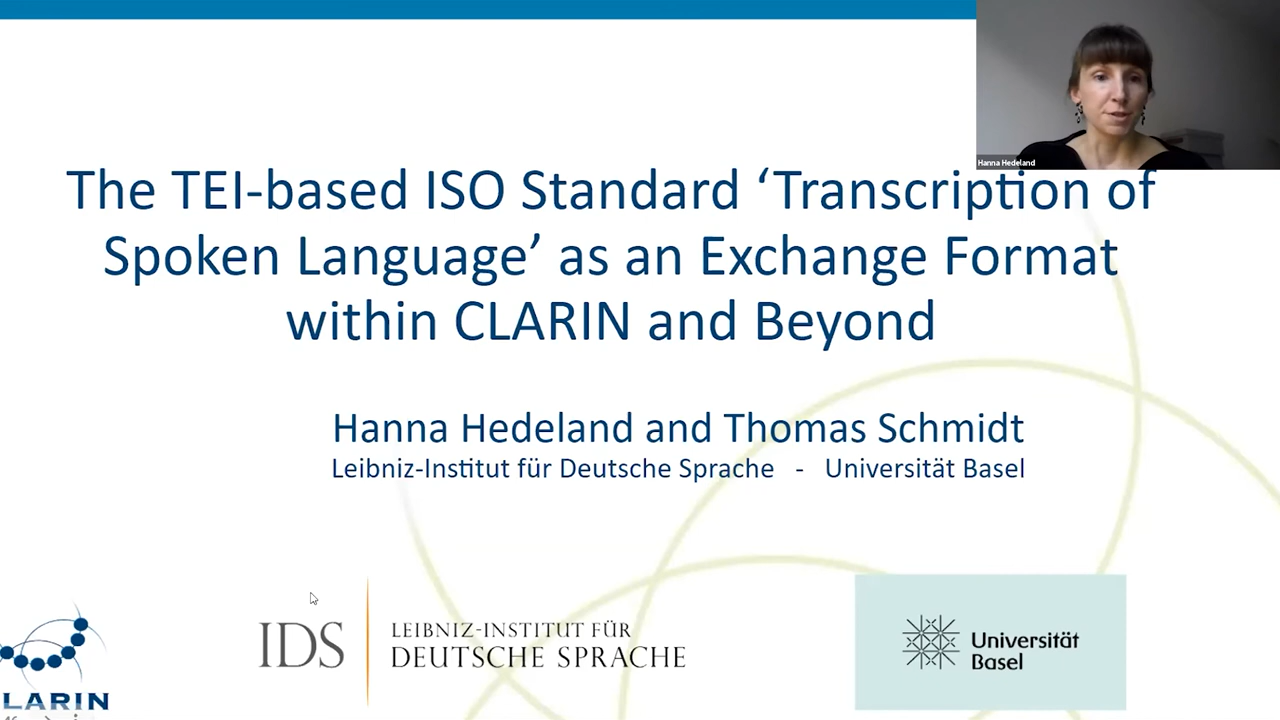 Hanna Hedeland
The TEI-based ISO Standard ‘Transcription of
Spoken Language’ as an Exchange Format
within CLARIN and Beyond
Hanna Hedeland and Thomas Schmidt
Leibniz-Institut für Deutsche Sprache - Universität Basel
LARIN
IDS
LEIBNIZ-INSTITUT FÜR
DEUTSCHE SPRACHE
Universität
Basel